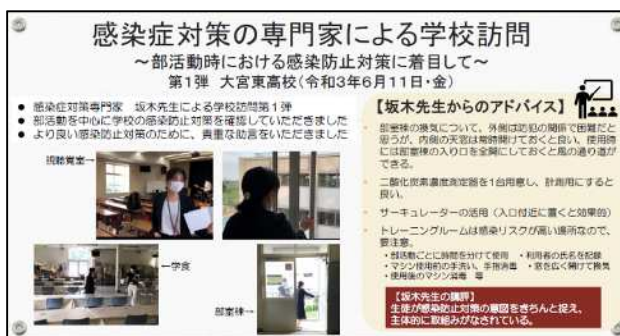 感染症対策の専門家による学校訪問
～部活動時における感染防止対策に着目して～
第1弾 大宮東高校(令和3年6月11日・金)
● 感染症対策専門家 坂木先生による学校訪問第1弾
● 部活動を中心に学校の感染防止対策を確認していただきました
● より良い感染防止対策のために、貴重な助言をいただきました
視聴覚室→
←学食
部室棟→
【坂木先生からのアドバイス】
・ 部室棟の換気について、外側は防犯の関係で困難だと
思うが、内側の天窓は常時開けておくと良い。使用時
には部室棟の入り口を全開にしておくと風の通り道が
できる。
・ 二酸化炭素濃度測定器を1台用意し、計測用にすると
良い。
・ サーキュレーターの活用(入口付近に置くと効果的)
・ トレーニングルームは感染リスクが高い場所なので、
要注意。
・部活動ごとに時間を分けて使用 ・利用者の氏名を記録
・マシン使用前の手洗い、手指消毒 ・窓を広く開けて換気
・使用後のマシン消毒 等
【坂木先生の講評】
生徒が感染防止対策の意図をきちんと捉え、
主体的に取組みがなされている。